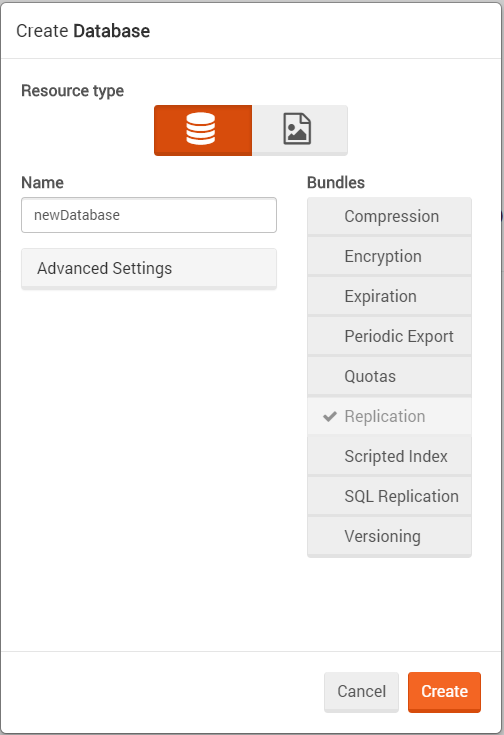 Create Database
Resource type
Name
newDatabase
Advanced Settings
Bundles
Compression
Encryption
Expiration
Periodic Export
Quotas
Replication
Scripted Index
SQL Replication
Versioning
Cancel
Create